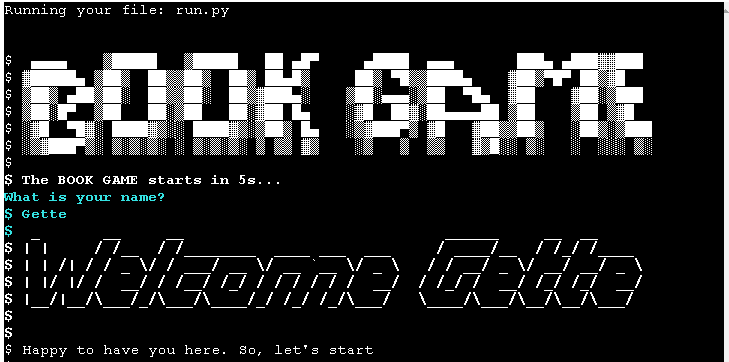 Running your file: run.py
$ BOOK GAME
$
$ The BOOK GAME starts in 5s...
What is your name?
$ Gette
$
$ Welcome Gette
$
$
$ Happy to have you here. So, let's start